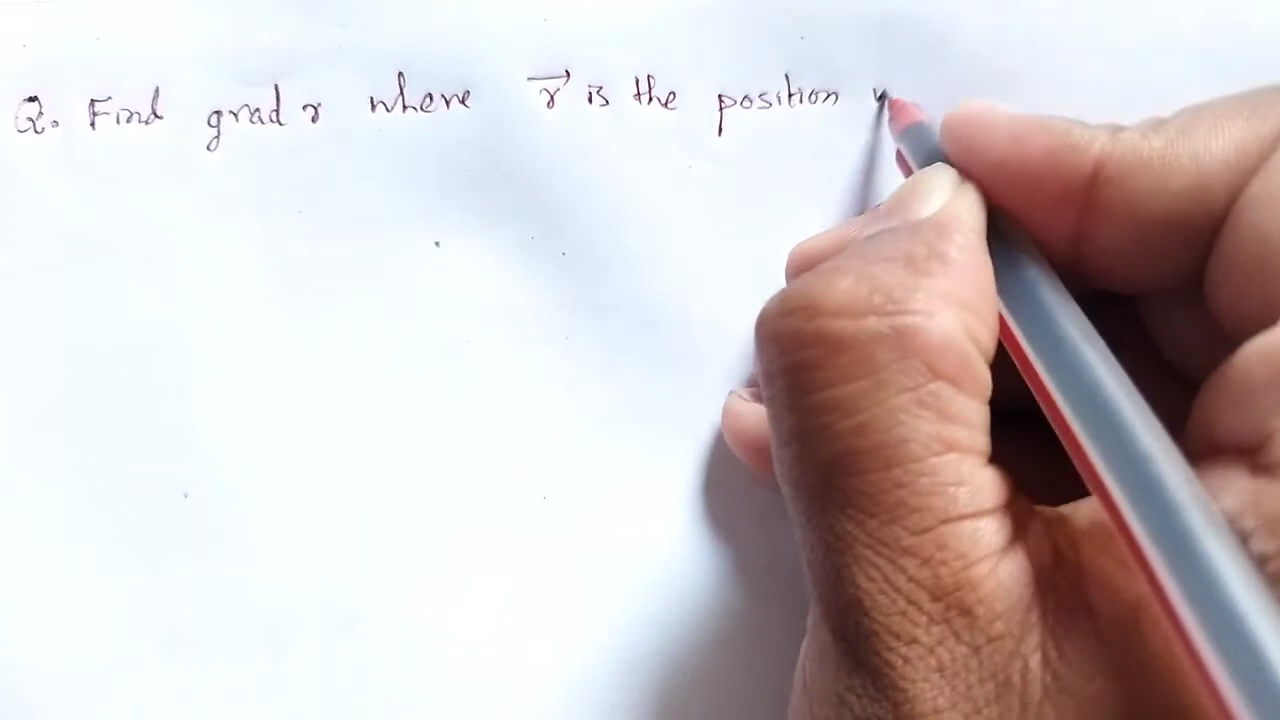 Q. Find grad r where r⃗ is the position